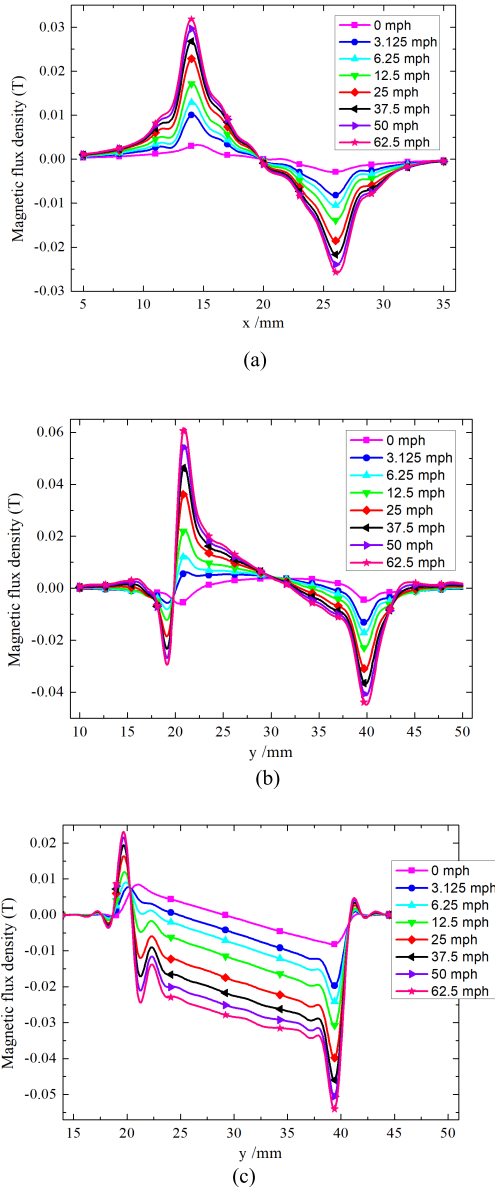 0.03
0.02
0.01
0.00
-0.01
-0.02
-0.03
Magnetic flux density (T)
0 mph
3.125 mph
6.25 mph
12.5 mph
25 mph
37.5 mph
50 mph
62.5 mph
5 10 15 20 25 30 35
x /mm
(a)
0.06
0.04
0.02
0.00
-0.02
-0.04
Magnetic flux density (T)
0 mph
3.125 mph
6.25 mph
12.5 mph
25 mph
37.5 mph
50 mph
62.5 mph
10 15 20 25 30 35 40 45 50
y /mm
(b)
0.02
0.01
0.00
-0.01
-0.02
-0.03
-0.04
-0.05
Magnetic flux density (T)
0 mph
3.125 mph
6.25 mph
12.5 mph
25 mph
37.5 mph
50 mph
62.5 mph
15 20 25 30 35 40 45 50
y /mm
(c)